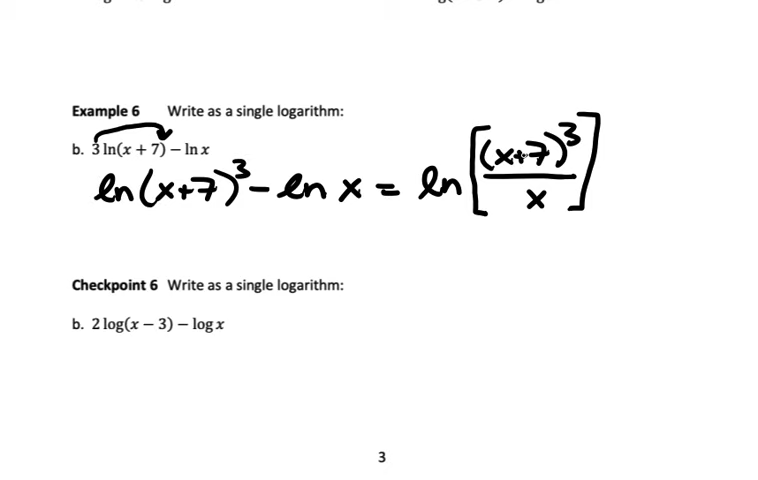 Example 6 Write as a single logarithm:
b. 3 ln(x + 7) − ln x
ln(x+7)³ − ln x = ln[(x+7)³/x]
Checkpoint 6 Write as a single logarithm:
b. 2 log(x − 3) − log x
3